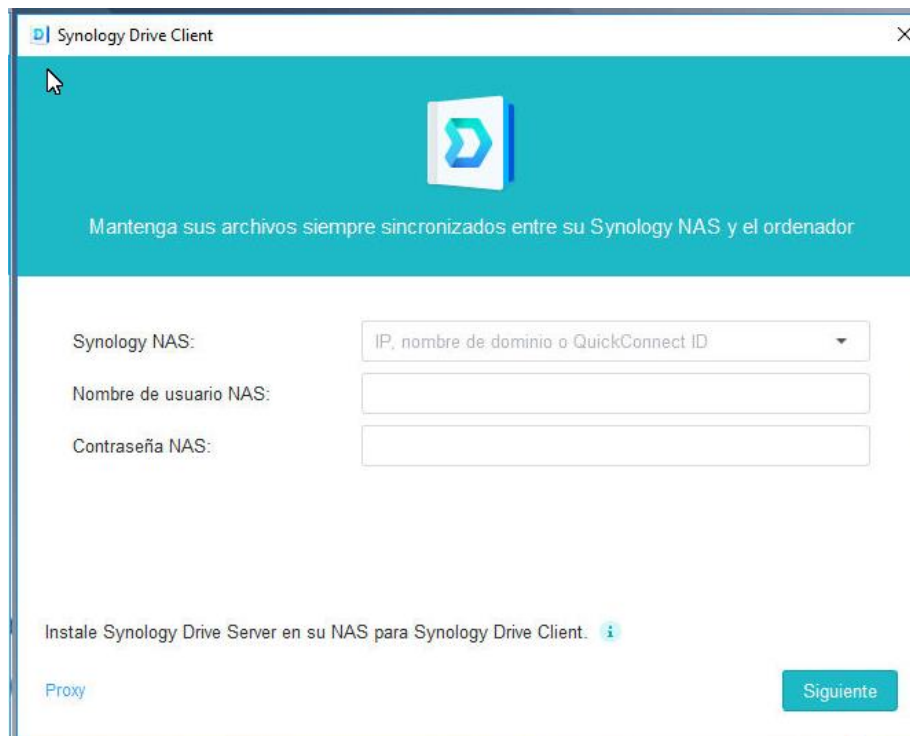 Synology Drive Client
Mantenga sus archivos siempre sincronizados entre su Synology NAS y el ordenador
Synology NAS:
IP, nombre de dominio o QuickConnect ID
Nombre de usuario NAS:
Contraseña NAS:
Instale Synology Drive Server en su NAS para Synology Drive Client.
Proxy
Siguiente